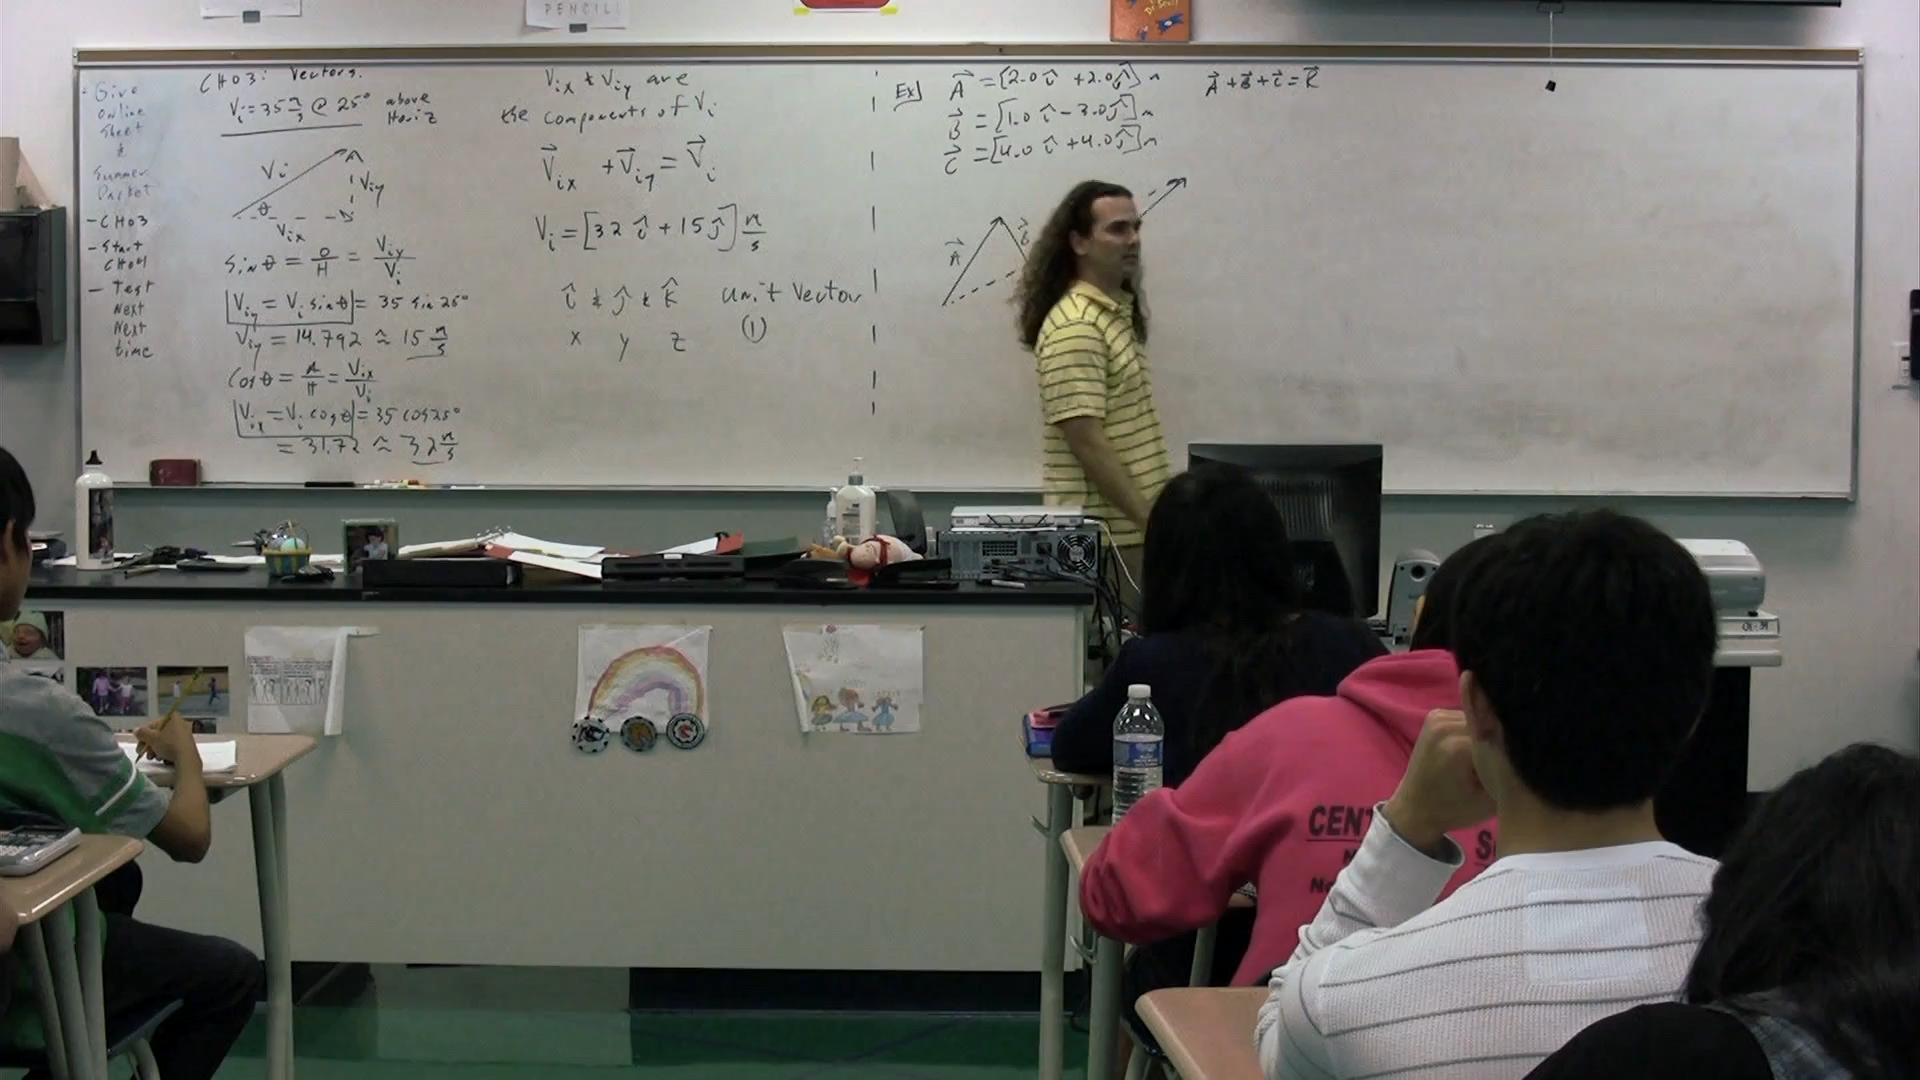 PENCIL
Give
Online
Sheet
&
Summer
Packet
- CH03
- Start
CH04
- Test
Next
Next
time
CH03: Vectors.
Vi = 35 m/s @ 25° above
Horiz
Vi
Viy
θ
Vix
sin θ = O/H = Viy/Vi
Viy = Vi sin θ = 35 sin 25°
Viy = 14.792 ≈ 15 m/s
cos θ = A/H = Vix/Vi
Vix = Vi cos θ = 35 cos 25°
= 31.72 ≈ 32 m/s
Vix & Viy are
the components of Vi
V⃗ix + V⃗iy = V⃗i
Vi = [32 î + 15 ĵ] m/s
î & ĵ & k̂ unit vector
x y z (1)
Ex] A⃗ = [2.0 î + 2.0 ĵ] m
B⃗ = [1.0 î - 3.0 ĵ] m
C⃗ = [4.0 î + 4.0 ĵ] m
A⃗ + B⃗ + C⃗ = R⃗
A⃗
B⃗
CENT